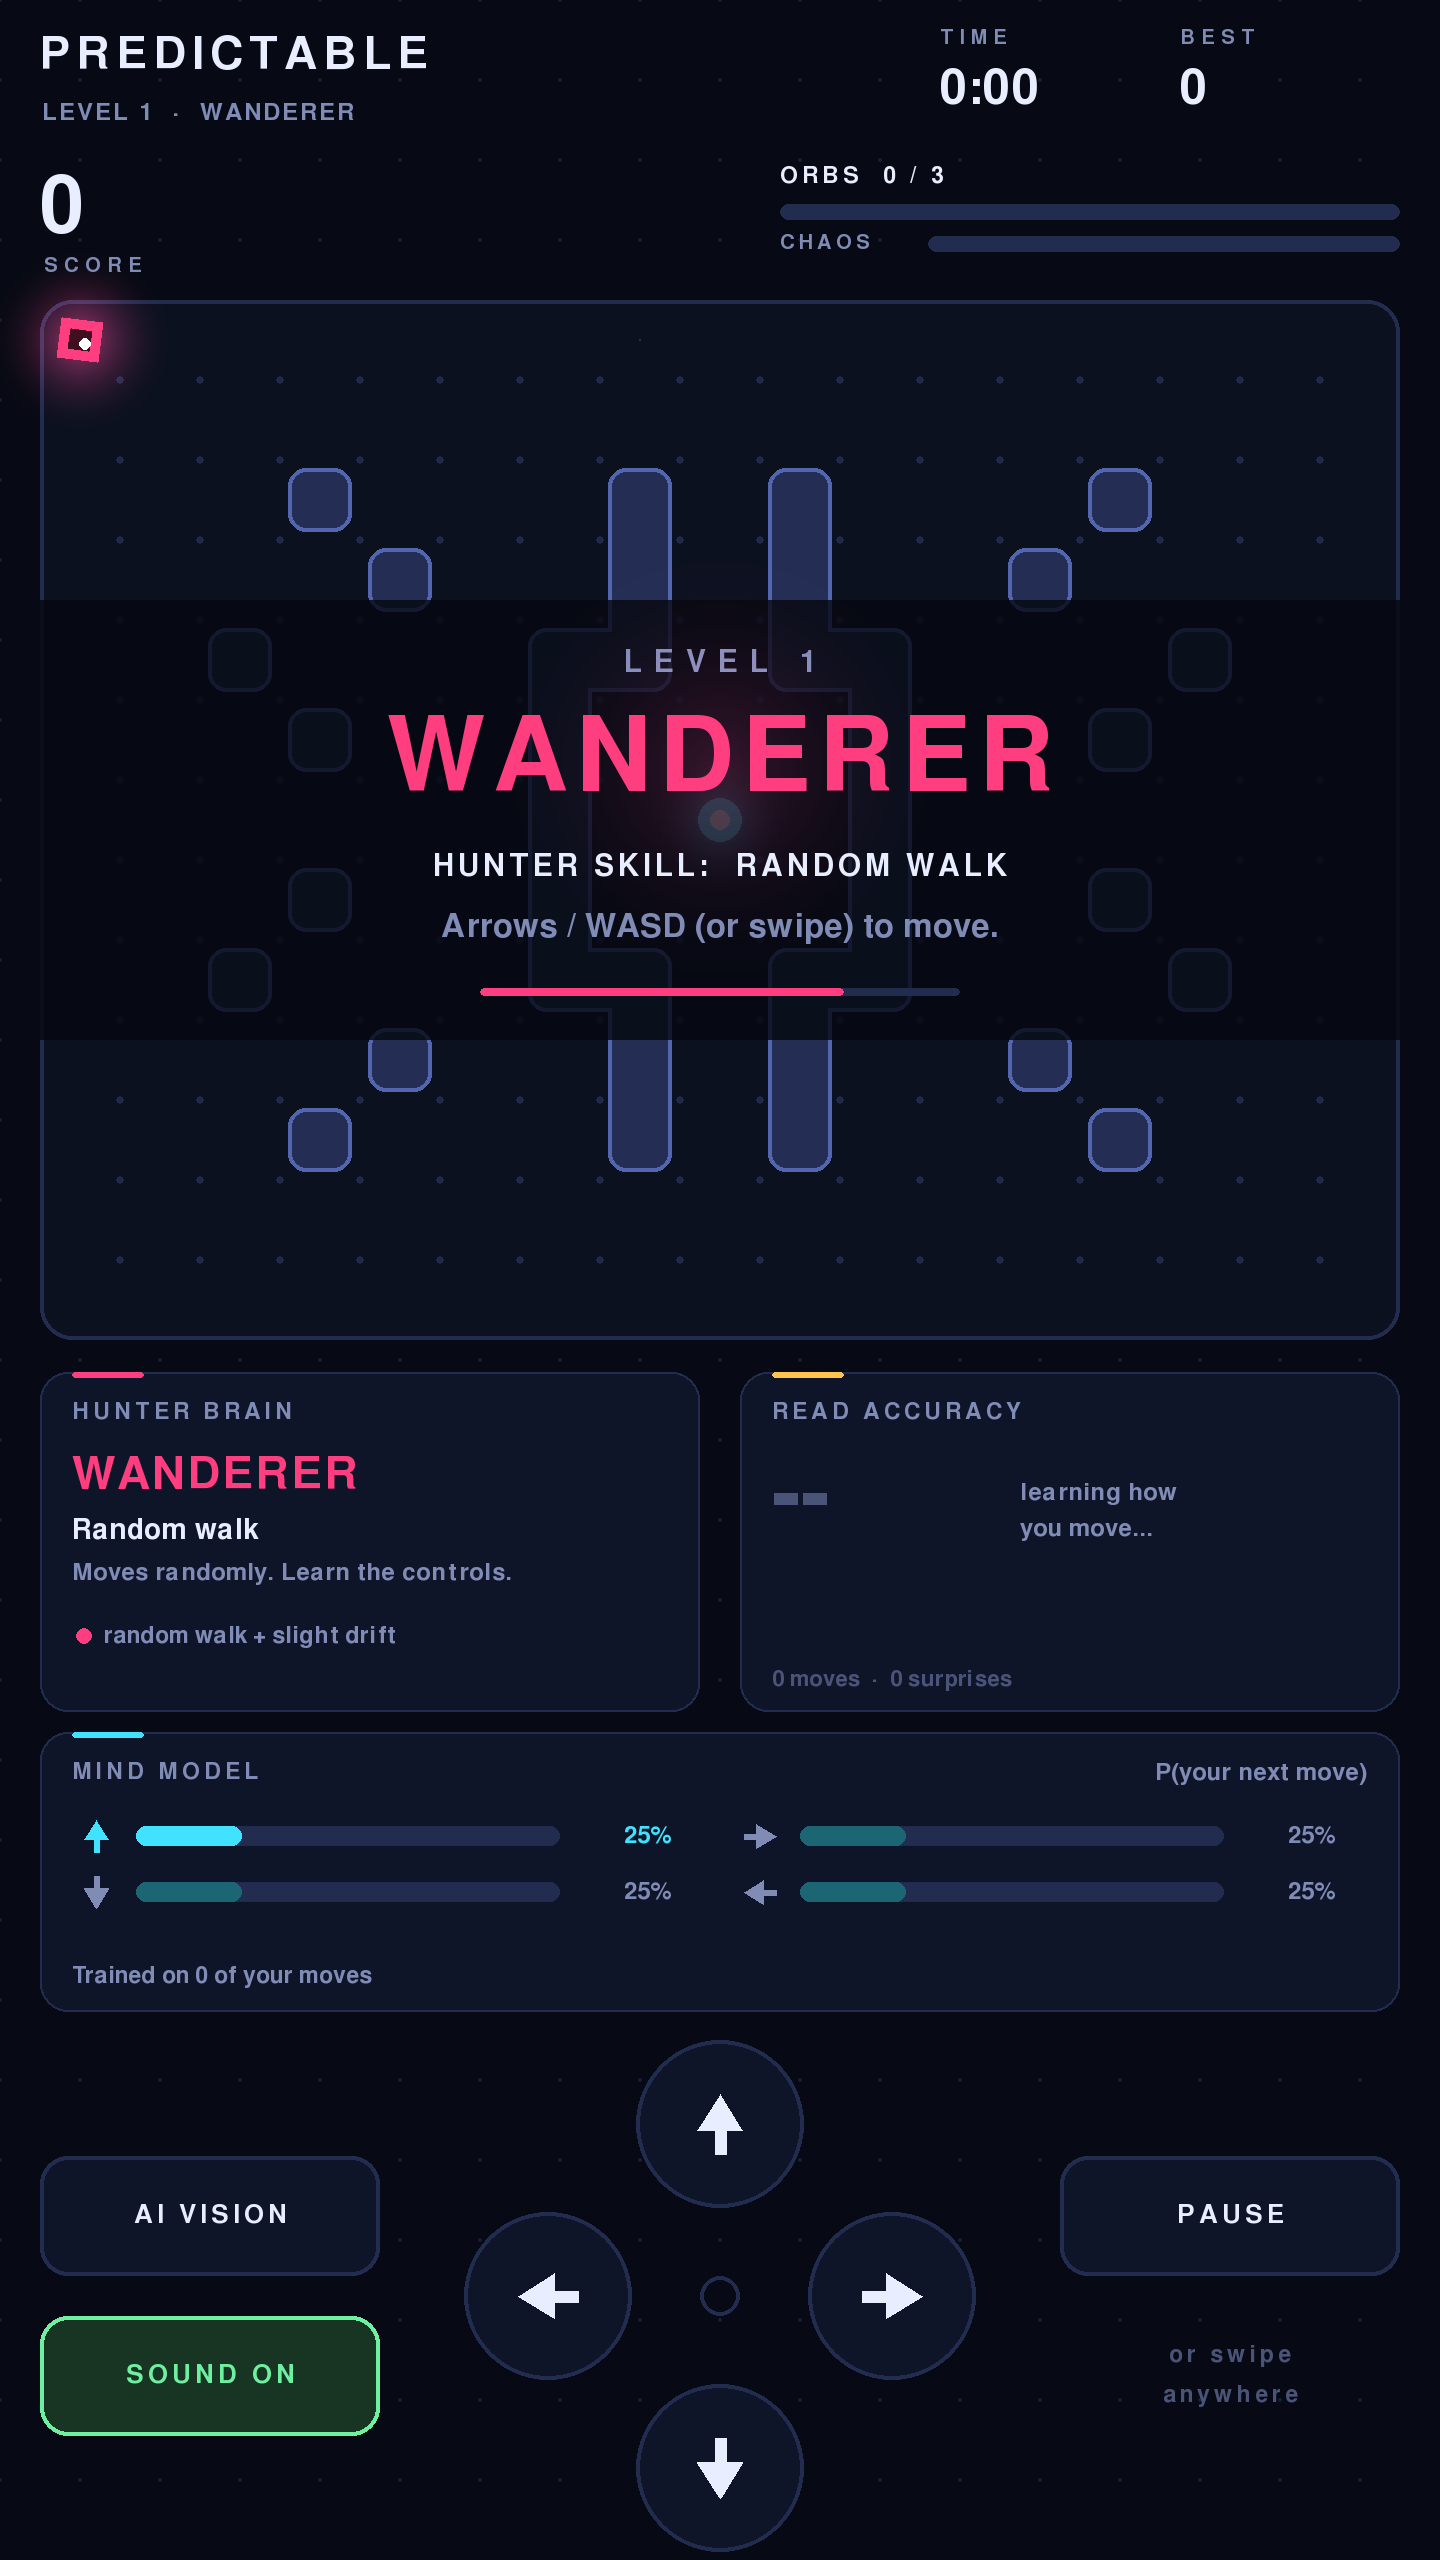 PREDICTABLE
LEVEL 1 · WANDERER
TIME
0:00
BEST
0
0
SCORE
ORBS 0 / 3
CHAOS
LEVEL 1
WANDERER
HUNTER SKILL: RANDOM WALK
Arrows / WASD (or swipe) to move.
HUNTER BRAIN
WANDERER
Random walk
Moves randomly. Learn the controls.
random walk + slight drift
READ ACCURACY
--
learning how
you move...
0 moves · 0 surprises
MIND MODEL
P(your next move)
25%
25%
25%
25%
Trained on 0 of your moves
AI VISION
PAUSE
SOUND ON
or swipe
anywhere